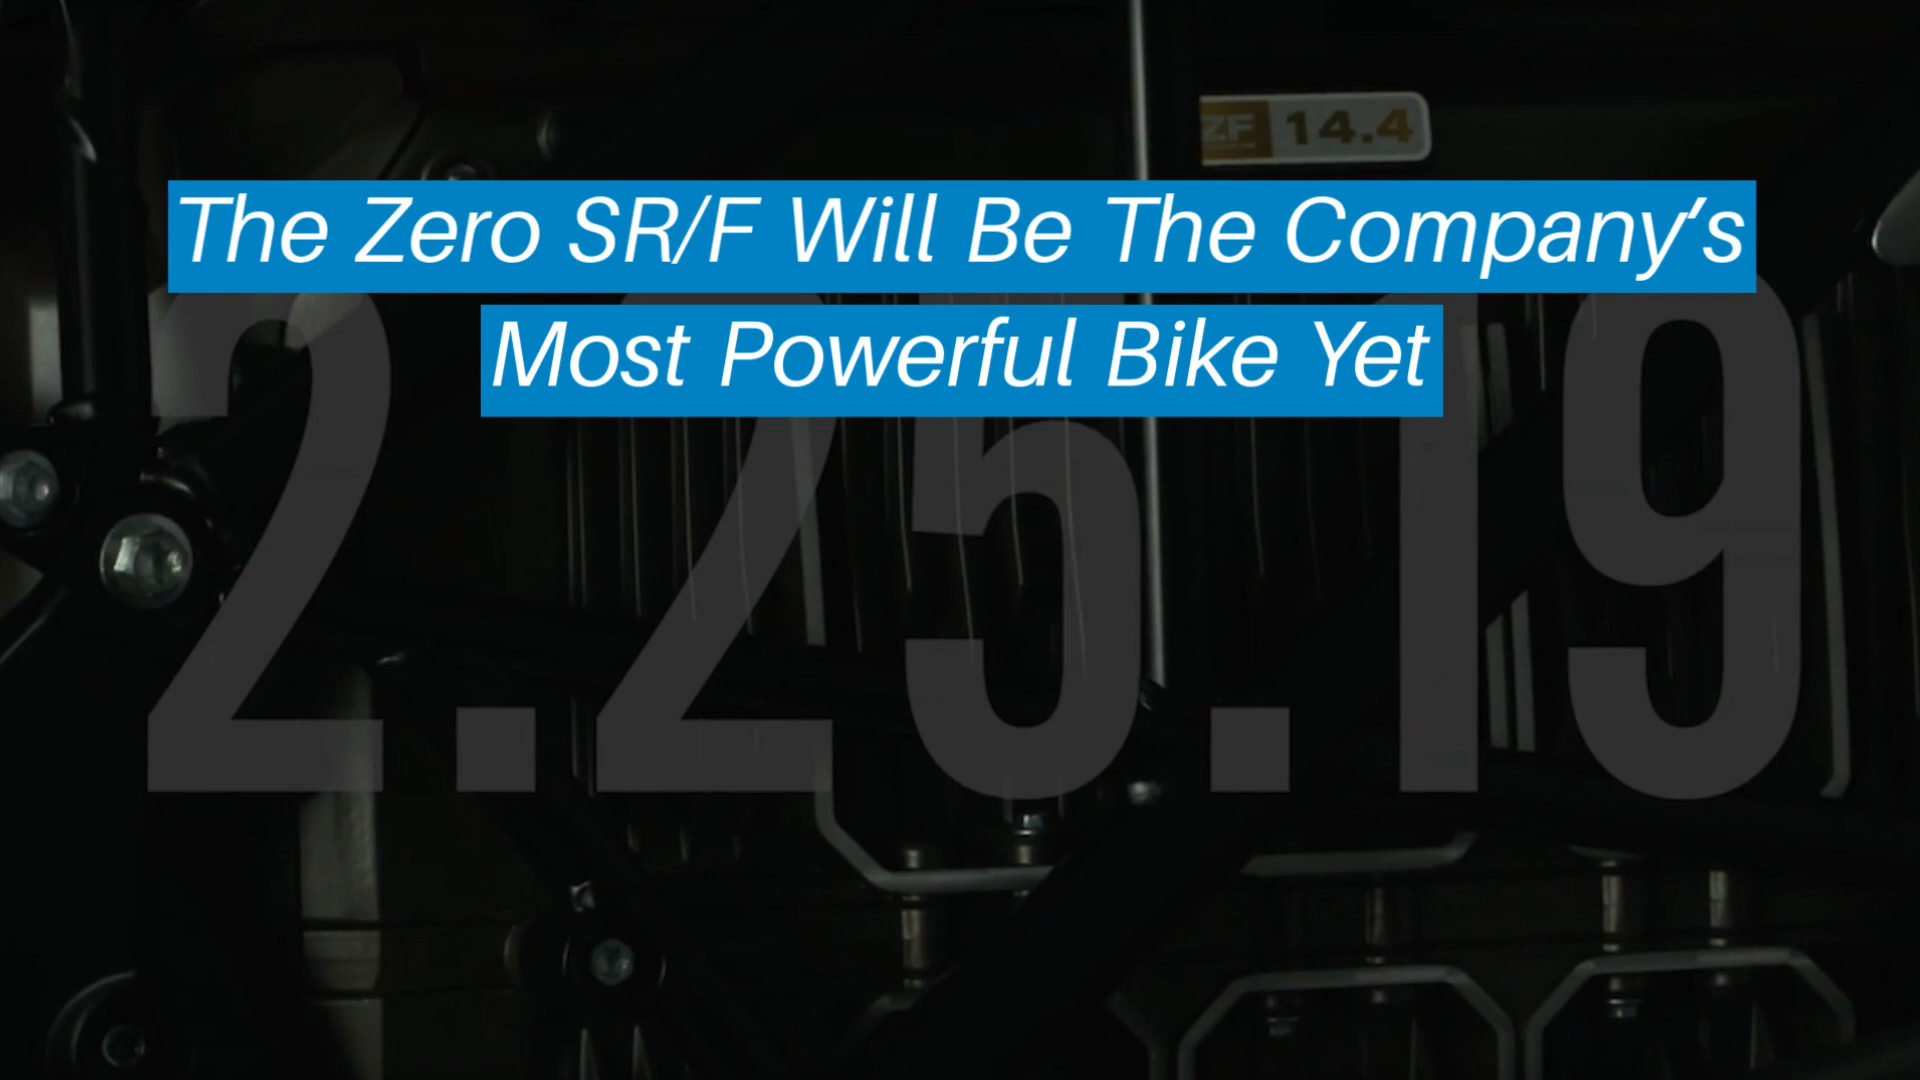 ZF 14.4
The Zero SR/F Will Be The Company’s
Most Powerful Bike Yet
2.25.19